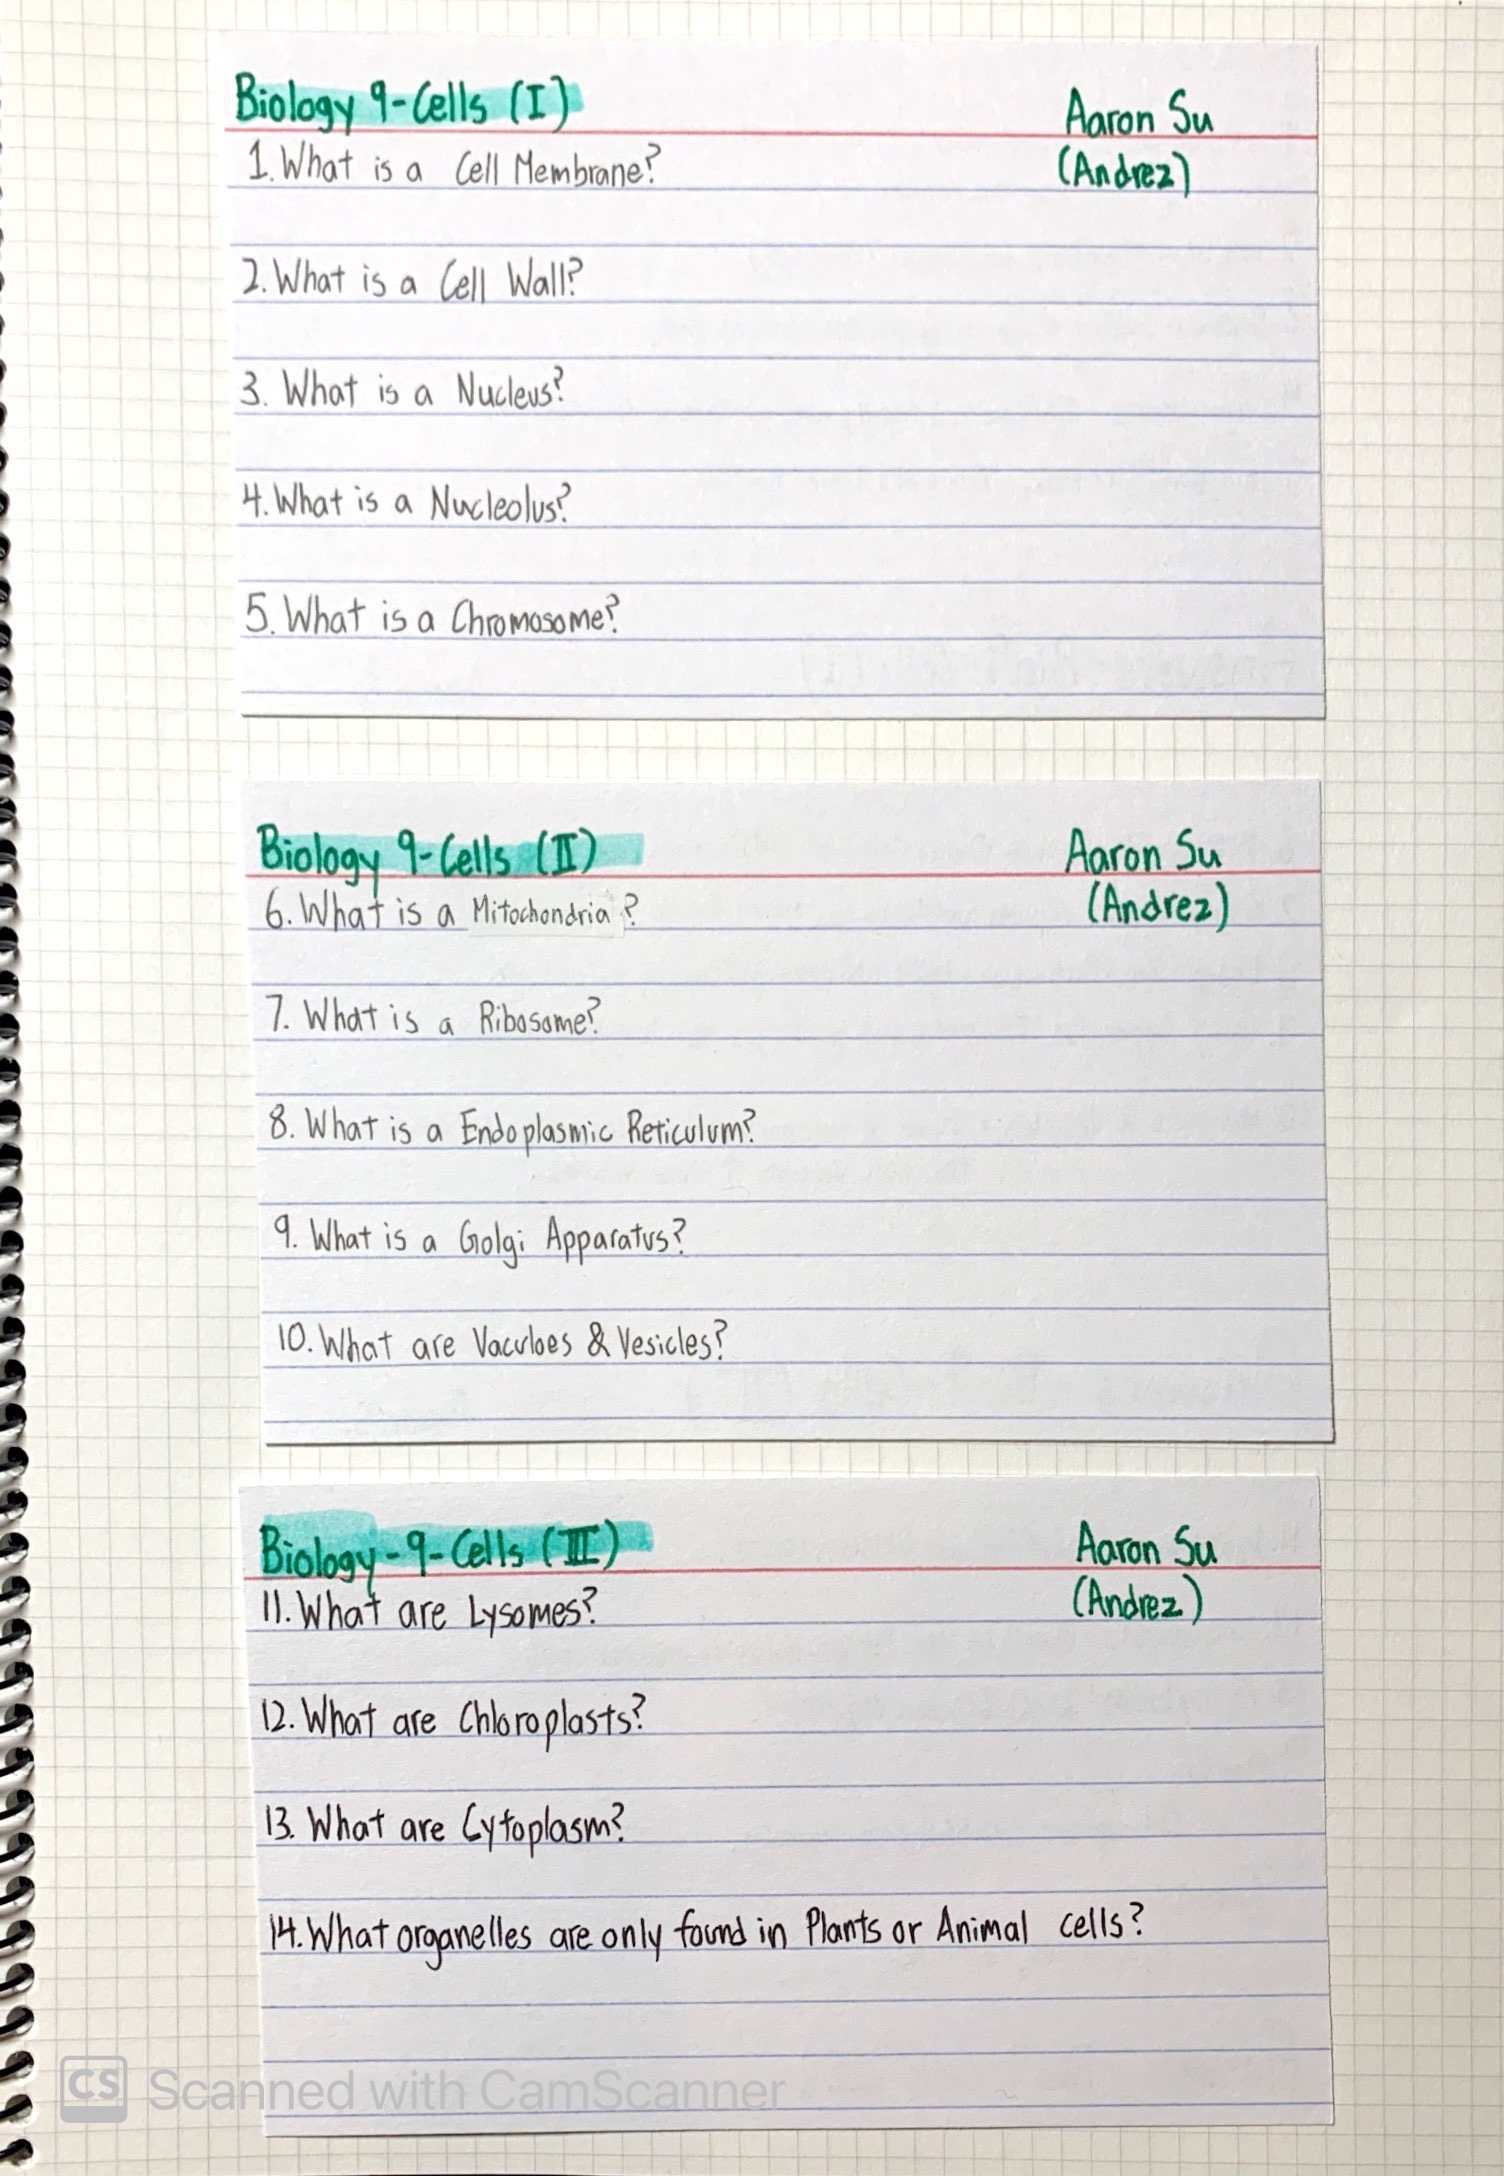 Biology 9-Cells (I)
Aaron Su
1. What is a Cell Membrane?
(Andrez)
2. What is a Cell Wall?
3. What is a Nucleus?
4. What is a Nucleolus?
5. What is a Chromosome?
Biology 9-Cells (II)
Aaron Su
6. What is a Mitochondria?
(Andrez)
7. What is a Ribosome?
8. What is a Endoplasmic Reticulum?
9. What is a Golgi Apparatus?
10. What are Vaculoes & Vesicles?
Biology-9-Cells (III)
Aaron Su
11. What are Lysomes?
(Andrez)
12. What are Chloroplasts?
13. What are Cytoplasm?
14. What organelles are only found in Plants or Animal cells?
CS Scanned with CamScanner